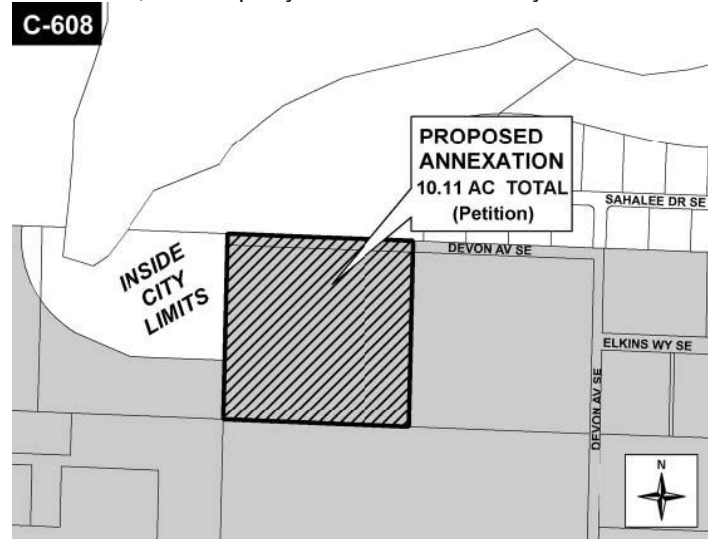 C-608
PROPOSED
ANNEXATION
10.11 AC TOTAL
(Petition)
SAHALEE DR SE
DEVON AV SE
INSIDE
CITY
LIMITS
ELKINS WY SE
DEVON AV SE
N